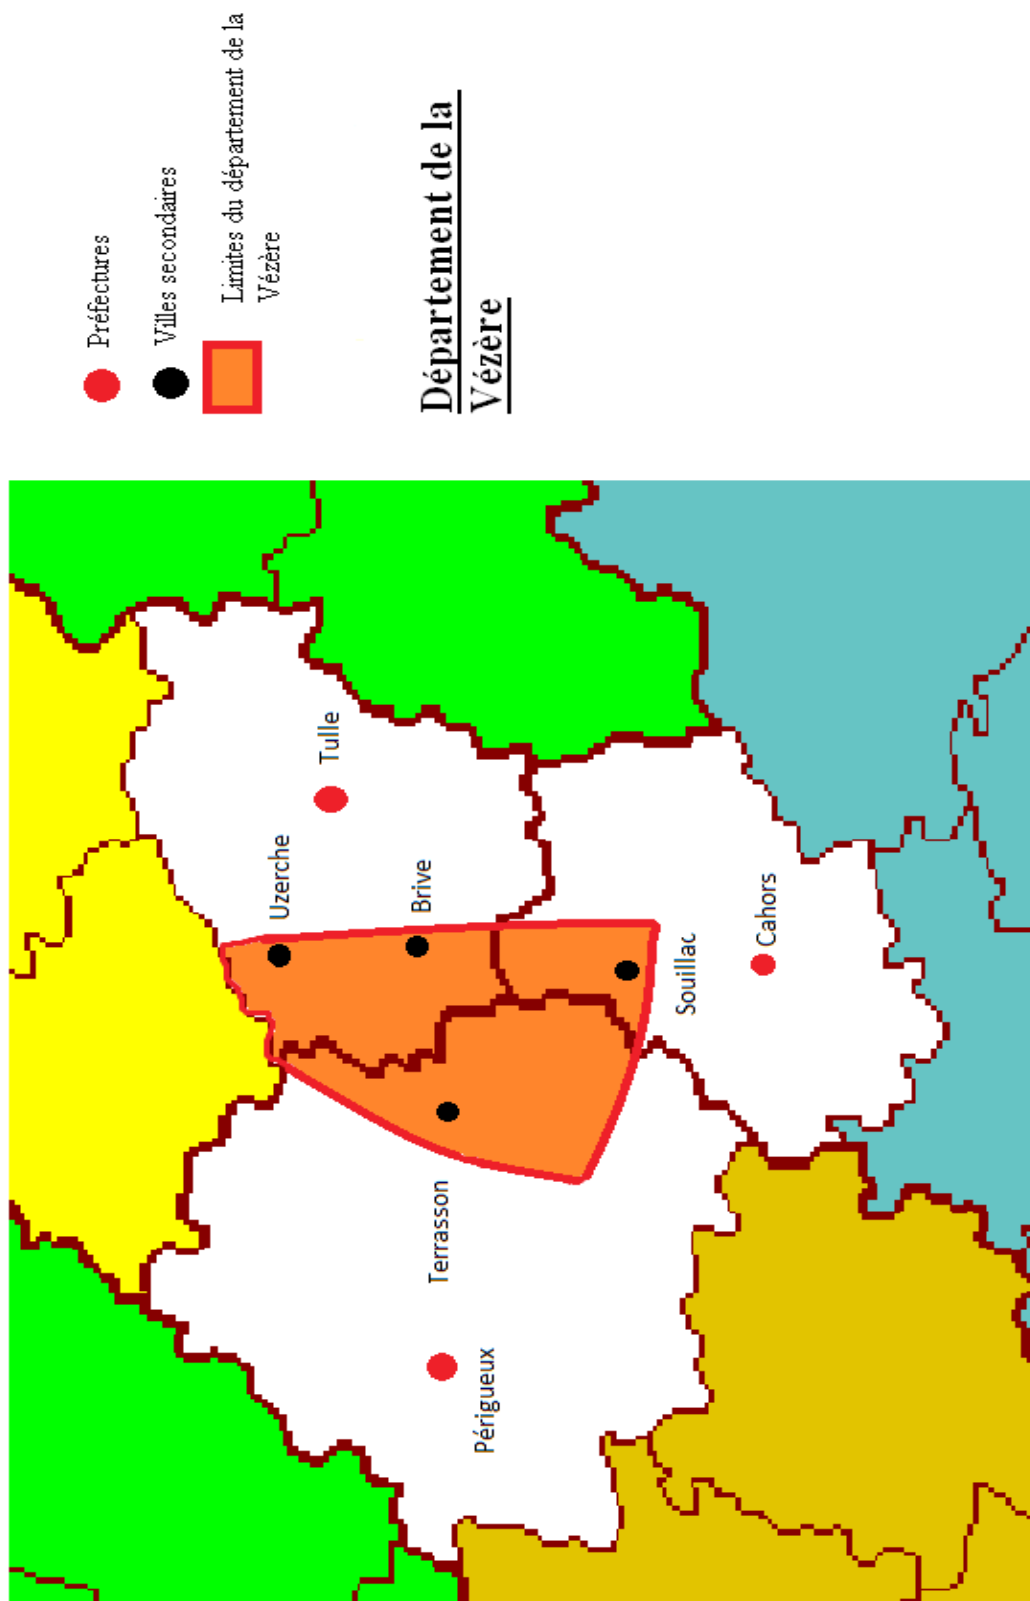 Préfectures
Villes secondaires
Limites du département de la
Vézère
Département de la
Vézère
Tulle
Uzerche
Brive
Souillac
Cahors
Terrasson
Périgueux